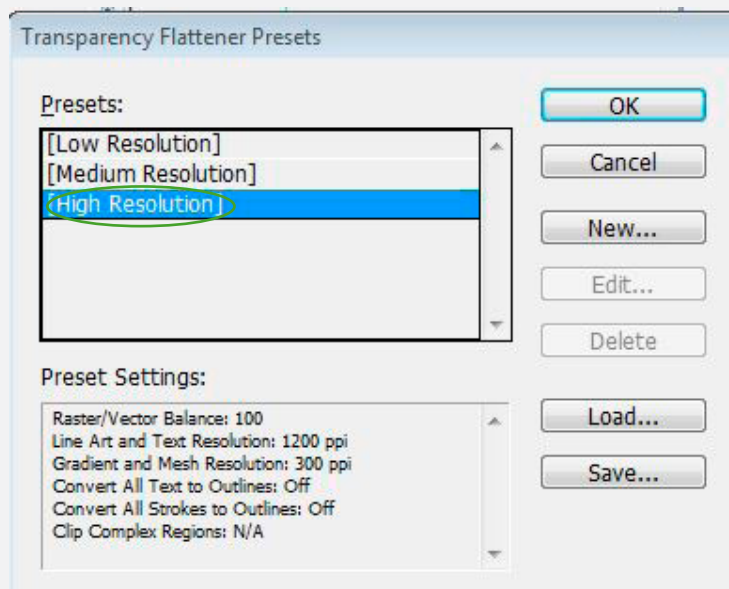 Transparency Flattener Presets
Presets:
[Low Resolution]
[Medium Resolution]
[High Resolution]
OK
Cancel
New...
Edit...
Delete
Preset Settings:
Raster/Vector Balance: 100
Line Art and Text Resolution: 1200 ppi
Gradient and Mesh Resolution: 300 ppi
Convert All Text to Outlines: Off
Convert All Strokes to Outlines: Off
Clip Complex Regions: N/A
Load...
Save...